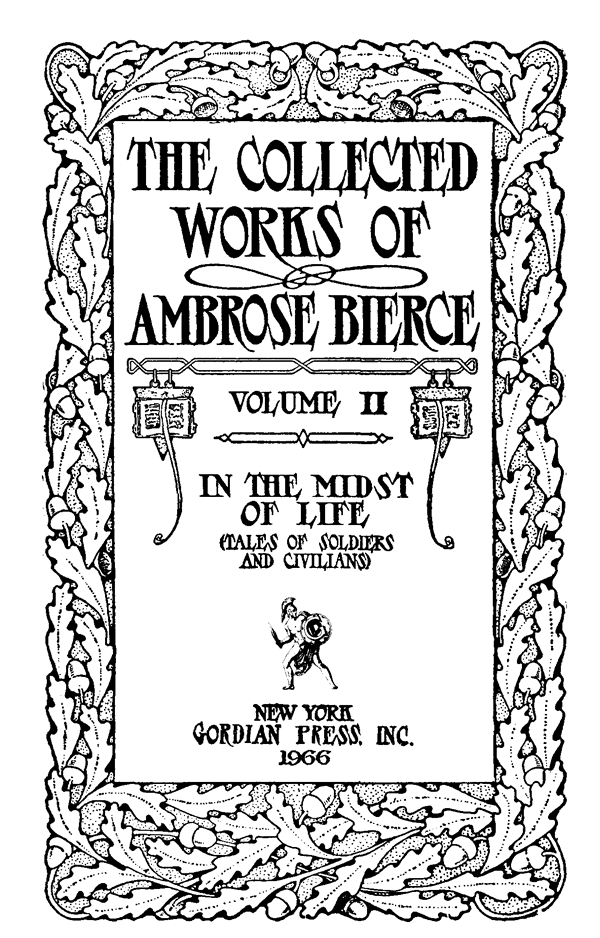 THE COLLECTED
WORKS OF
AMBROSE BIERCE
VOLUME II
IN THE MIDST
OF LIFE
(TALES OF SOLDIERS
AND CIVILIANS)
NEW YORK
GORDIAN PRESS, INC.
1966